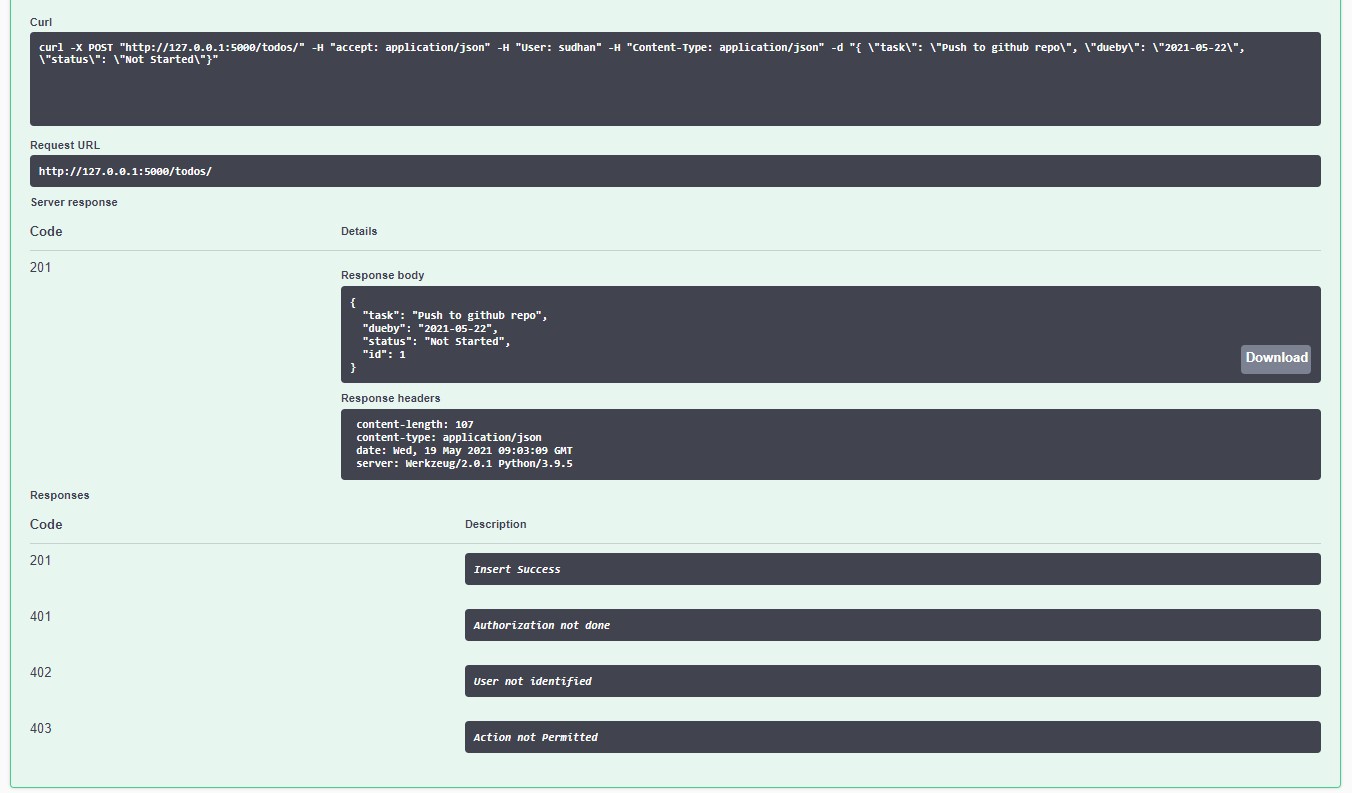 Curl
curl -X POST "http://127.0.0.1:5000/todos/" -H "accept: application/json" -H "User: sudhan" -H "Content-Type: application/json" -d "{ \"task\": \"Push to github repo\", \"dueby\": \"2021-05-22\",
\"status\": \"Not Started\"}"
Request URL
http://127.0.0.1:5000/todos/
Server response
Code Details
201
Response body
{
  "task": "Push to github repo",
  "dueby": "2021-05-22",
  "status": "Not Started",
  "id": 1
}
Download
Response headers
content-length: 107
content-type: application/json
date: Wed, 19 May 2021 09:03:09 GMT
server: Werkzeug/2.0.1 Python/3.9.5
Responses
Code Description
201 Insert Success
401 Authorization not done
402 User not identified
403 Action not Permitted